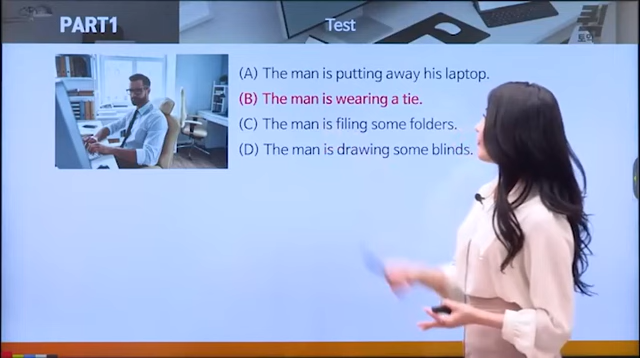 PART1
Test
(A) The man is putting away his laptop.
(B) The man is wearing a tie.
(C) The man is filing some folders.
(D) The man is drawing some blinds.